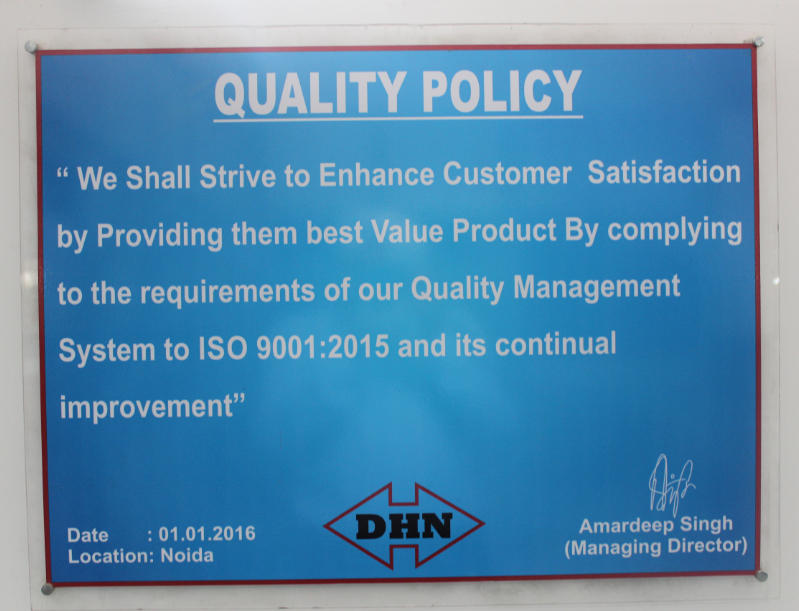 QUALITY POLICY
“ We Shall Strive to Enhance Customer Satisfaction
by Providing them best Value Product By complying
to the requirements of our Quality Management
System to ISO 9001:2015 and its continual
improvement”
Date : 01.01.2016
Location: Noida
DHN
Amardeep Singh
(Managing Director)